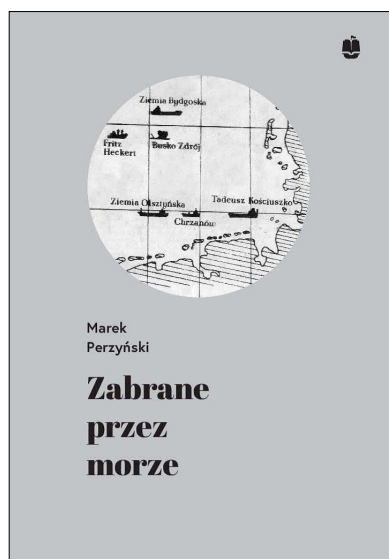 Ziemia Bydgoska
Fritz
Heckert
Busko Zdrój
Ziemia Olsztyńska
Tadeusz Kościuszko
Chrzanów
Marek
Perzyński
Zabrane
przez
morze